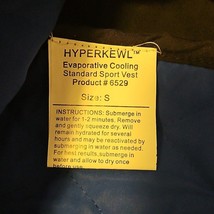 HYPERKEWL™
Evaporative Cooling
Standard Sport Vest
Product # 6529
Size: S
INSTRUCTIONS: Submerge in
water for 1-2 minutes. Remove
and gently squeeze dry. Will
remain hydrated for several
hours and may be reactivated by
submerging in water as needed.
For best results, submerge in
water and allow to dry once
before use.